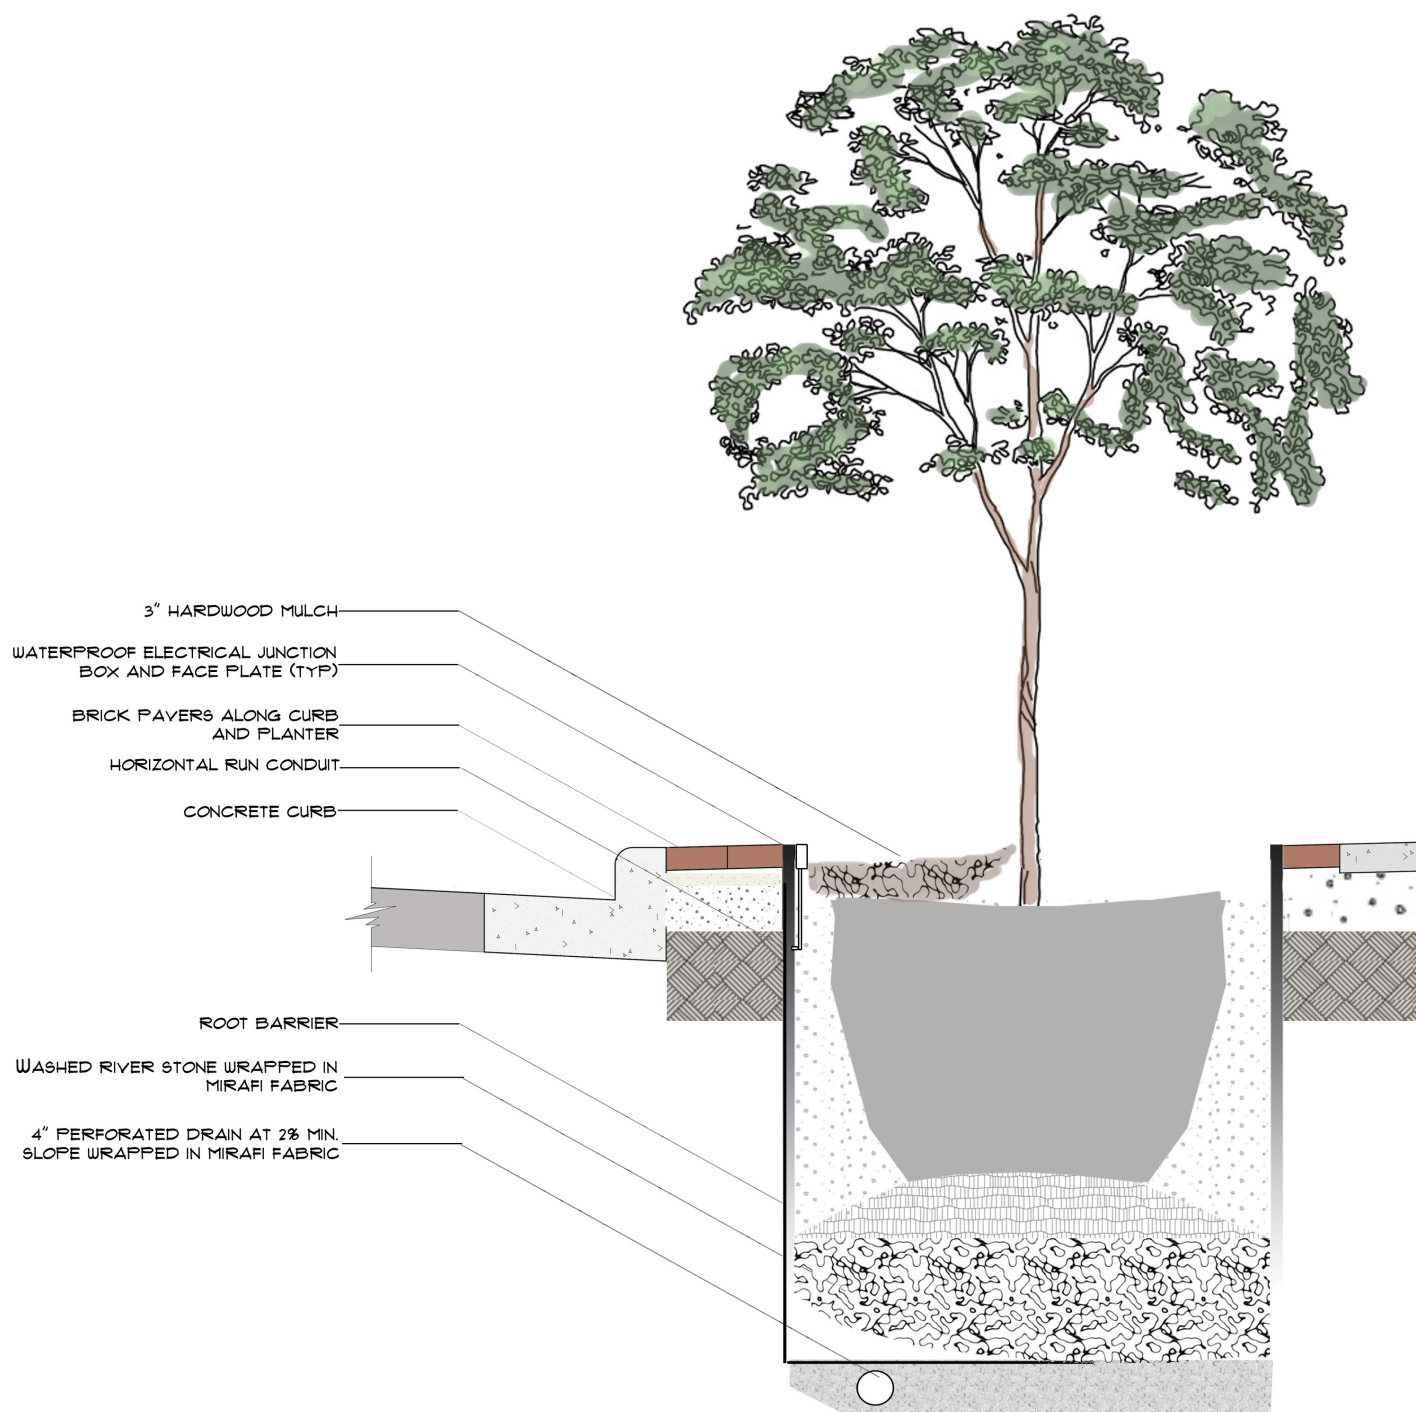 3" HARDWOOD MULCH
WATERPROOF ELECTRICAL JUNCTION
BOX AND FACE PLATE (TYP)
BRICK PAVERS ALONG CURB
AND PLANTER
HORIZONTAL RUN CONDUIT
CONCRETE CURB
ROOT BARRIER
WASHED RIVER STONE WRAPPED IN
MIRAFI FABRIC
4" PERFORATED DRAIN AT 2% MIN.
SLOPE WRAPPED IN MIRAFI FABRIC